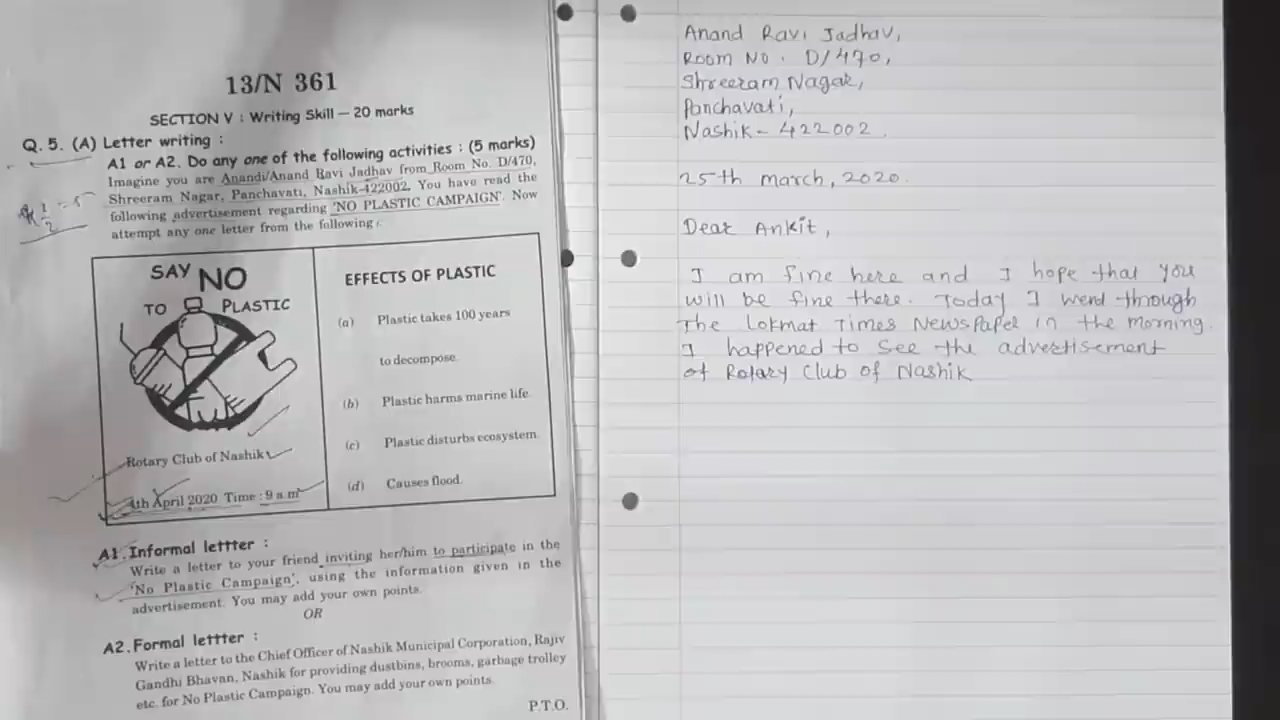 13/N 361
SECTION V : Writing Skill — 20 marks
Q. 5. (A) Letter writing :
A1 or A2. Do any one of the following activities : (5 marks)
Imagine you are Anandi/Anand Ravi Jadhav from Room No. D/470,
Shreeram Nagar, Panchavati, Nashik-422002. You have read the
following advertisement regarding 'NO PLASTIC CAMPAIGN'. Now
attempt any one letter from the following :
SAY NO
TO PLASTIC
Rotary Club of Nashik
4th April 2020 Time : 9 a.m
EFFECTS OF PLASTIC
(a) Plastic takes 100 years
to decompose.
(b) Plastic harms marine life.
(c) Plastic disturbs ecosystem.
(d) Causes flood.
A1. Informal lettter :
Write a letter to your friend inviting her/him to participate in the
'No Plastic Campaign', using the information given in the
advertisement. You may add your own points.
OR
A2. Formal lettter :
Write a letter to the Chief Officer of Nashik Municipal Corporation, Rajiv
Gandhi Bhavan, Nashik for providing dustbins, brooms, garbage trolley
etc. for No Plastic Campaign. You may add your own points.
P.T.O.
Anand Ravi Jadhav,
Room No. D/470,
Shreeram Nagar,
Panchavati,
Nashik - 422002.
25th march, 2020.
Dear Ankit,
I am fine here and I hope that you
will be fine there. Today I went through
The Lokmat Times Newspaper in the morning.
I happened to see the advertisement
of Rotary Club of Nashik